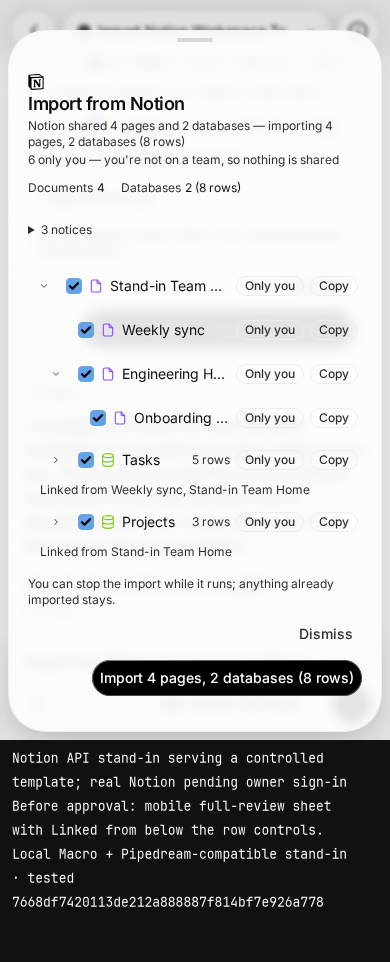 Import from Notion
Notion shared 4 pages and 2 databases — importing 4
pages, 2 databases (8 rows)
6 only you — you're not on a team, so nothing is shared
Documents 4 Databases 2 (8 rows)
3 notices
Stand-in Team ... Only you Copy
Weekly sync Only you Copy
Engineering H... Only you Copy
Onboarding ... Only you Copy
Tasks 5 rows Only you Copy
Linked from Weekly sync, Stand-in Team Home
Projects 3 rows Only you Copy
Linked from Stand-in Team Home
You can stop the import while it runs; anything already
imported stays.
Dismiss
Import 4 pages, 2 databases (8 rows)
Notion API stand-in serving a controlled
template; real Notion pending owner sign-in
Before approval: mobile full-review sheet
with Linked from below the row controls.
Local Macro + Pipedream-compatible stand-in
· tested
7668df7420113de212a888887f814bf7e926a778